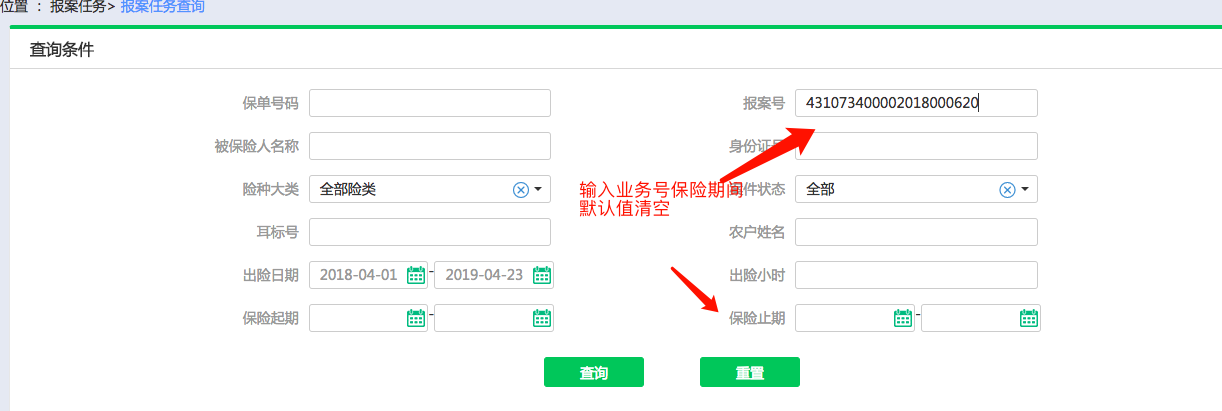 位置 ： 报案任务> 报案任务查询
查询条件
保单号码 报案号 431073400002018000620
被保险人名称 身份证号
险种大类 全部险类 案件状态 全部
输入业务号保险期间
默认值清空
耳标号 农户姓名
出险日期 2018-04-01 - 2019-04-23 出险小时
保险起期 - 保险止期 -
查询 重置